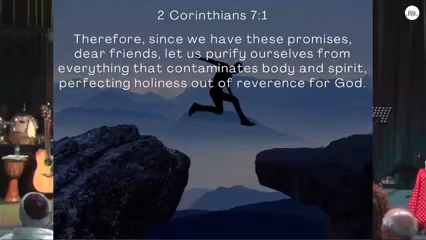 2 Corinthians 7:1
Therefore, since we have these promises,
dear friends, let us purify ourselves from
everything that contaminates body and spirit,
perfecting holiness out of reverence for God.